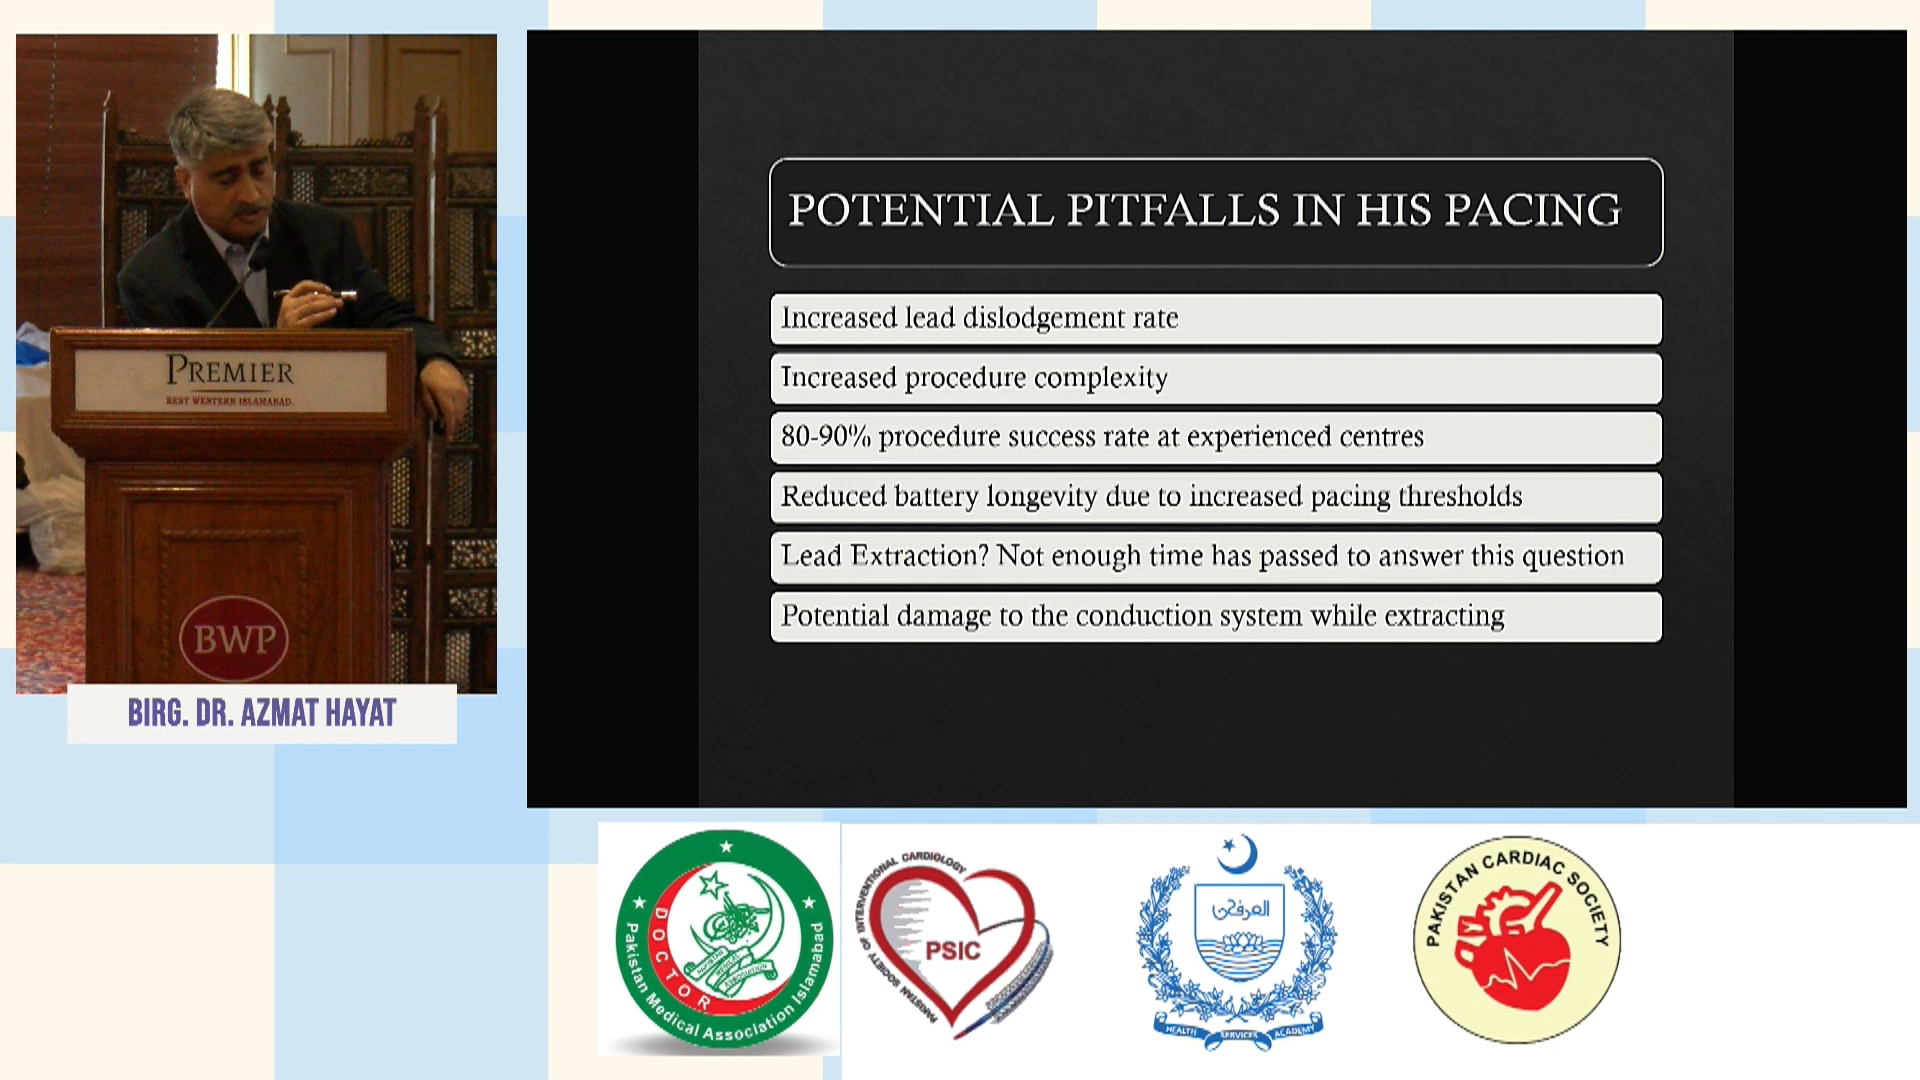 PREMIER
BEST WESTERN ISLAMABAD.
BWP
BIRG. DR. AZMAT HAYAT
POTENTIAL PITFALLS IN HIS PACING
Increased lead dislodgement rate
Increased procedure complexity
80-90% procedure success rate at experienced centres
Reduced battery longevity due to increased pacing thresholds
Lead Extraction? Not enough time has passed to answer this question
Potential damage to the conduction system while extracting
DOCTOR
Pakistan Medical Association Islamabad
PAKISTAN SOCIETY OF INTERVENTIONAL CARDIOLOGY
PSIC
HEALTH SERVICES ACADEMY
PAKISTAN CARDIAC SOCIETY